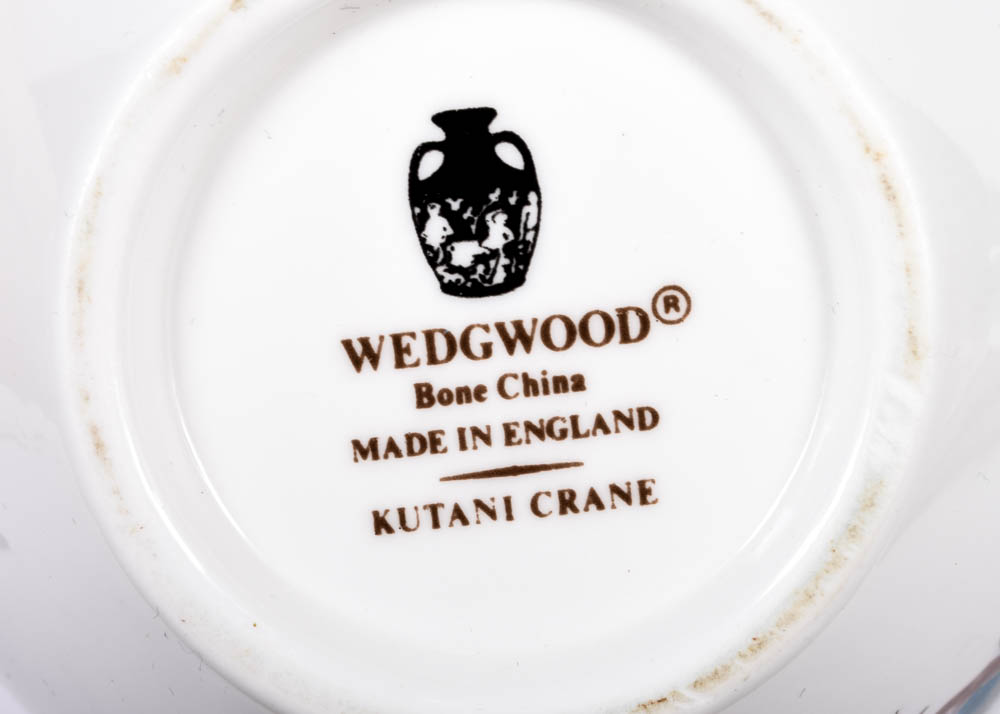 WEDGWOOD®
Bone China
MADE IN ENGLAND
KUTANI CRANE